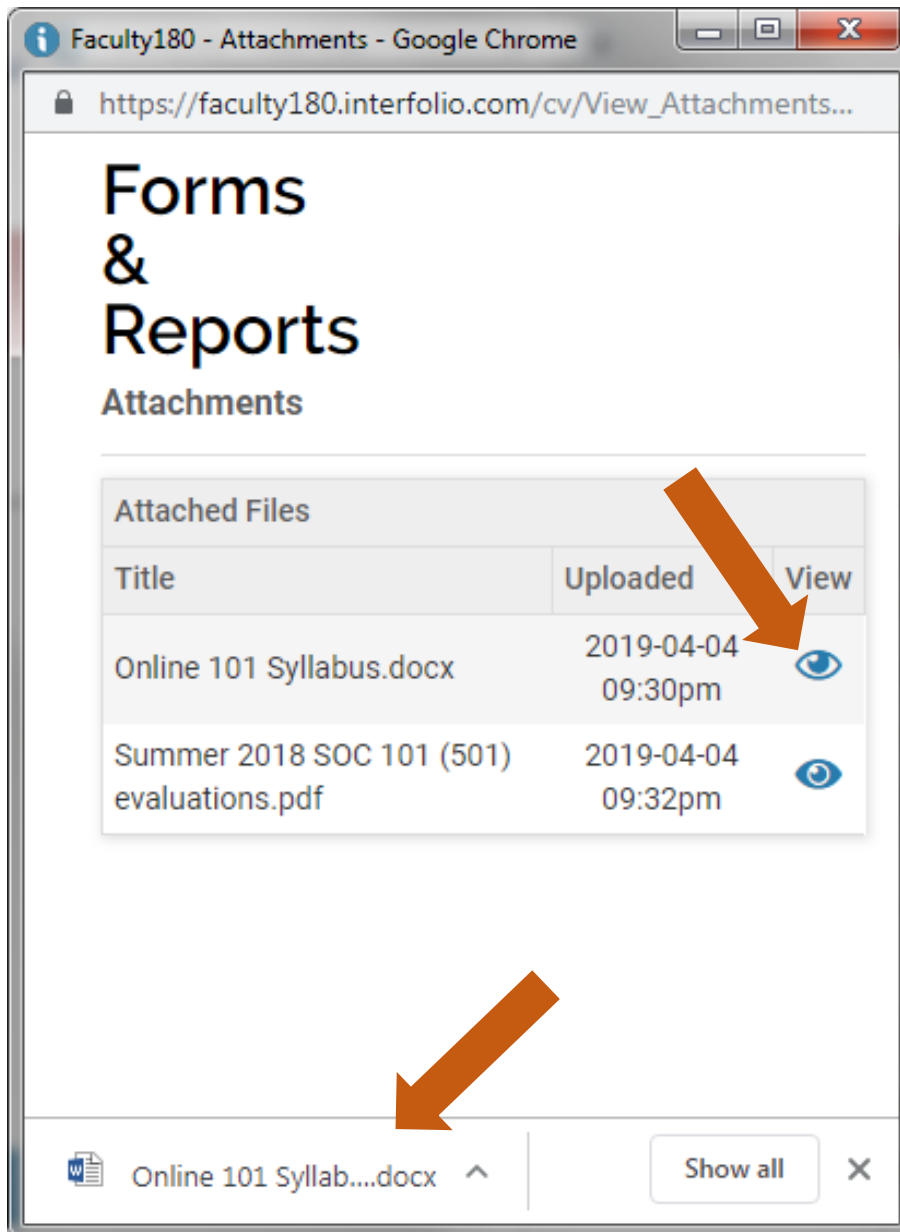 Faculty180 - Attachments - Google Chrome
https://faculty180.interfolio.com/cv/View_Attachments...
Forms
&
Reports
Attachments
Attached Files
Title Uploaded View
Online 101 Syllabus.docx 2019-04-04
09:30pm
Summer 2018 SOC 101 (501) 2019-04-04
evaluations.pdf 09:32pm
Online 101 Syllab....docx Show all